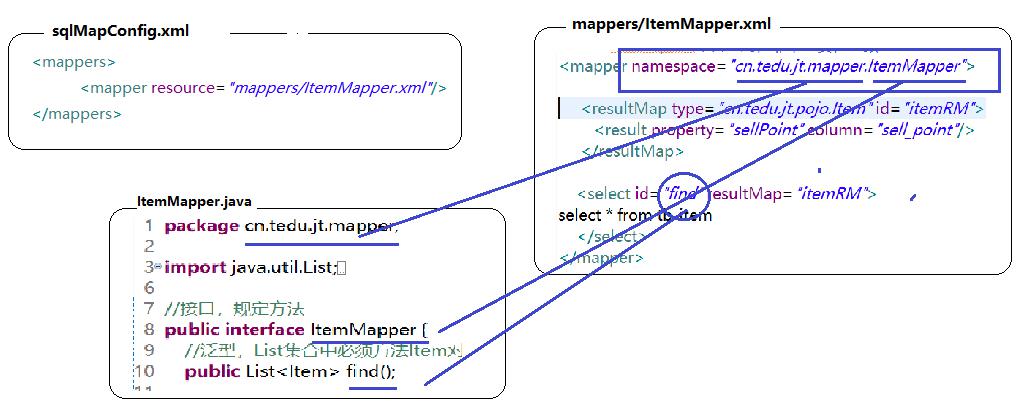 sqlMapConfig.xml
<mappers>
<mapper resource="mappers/ItemMapper.xml"/>
</mappers>
mappers/ItemMapper.xml
<mapper namespace="cn.tedu.jt.mapper.ItemMapper">
<resultMap type="cn.tedu.jt.pojo.Item" id="itemRM">
<result property="sellPoint" column="sell_point"/>
</resultMap>
<select id="find" resultMap="itemRM">
select * from tb_item
</select>
</mapper>
ItemMapper.java
1 package cn.tedu.jt.mapper;
2
3 import java.util.List;
6
7 //接口，规定方法
8 public interface ItemMapper {
9 //泛型，List集合中必须方法Item对
10 public List<Item> find();
11